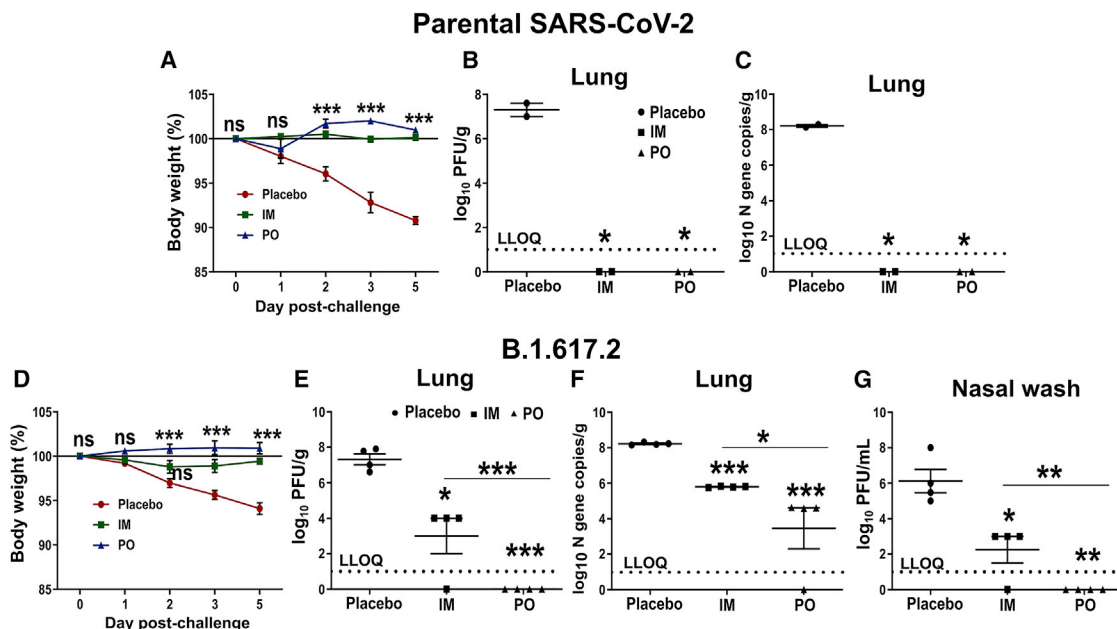 Parental SARS-CoV-2
A
105
100
95
90
85
Body weight (%)
ns
ns
***
***
***
Placebo
IM
PO
0 1 2 3 5
Day post-challenge
B
Lung
8
6
4
2
0
log10 PFU/g
Placebo
IM
PO
LLOQ
*
*
Placebo IM PO
C
Lung
10
8
6
4
2
0
log10 N gene copies/g
LLOQ
*
*
Placebo IM PO
B.1.617.2
D
105
100
95
90
85
Body weight (%)
ns
ns
***
***
***
ns
Placebo
IM
PO
0 1 2 3 5
Day post-challenge
E
Lung
Placebo IM PO
10
8
6
4
2
0
log10 PFU/g
***
*
***
LLOQ
Placebo IM PO
F
Lung
10
8
6
4
2
0
log10 N gene copies/g
*
***
***
LLOQ
Placebo IM PO
G
Nasal wash
10
8
6
4
2
0
log10 PFU/mL
**
*
**
LLOQ
Placebo IM PO